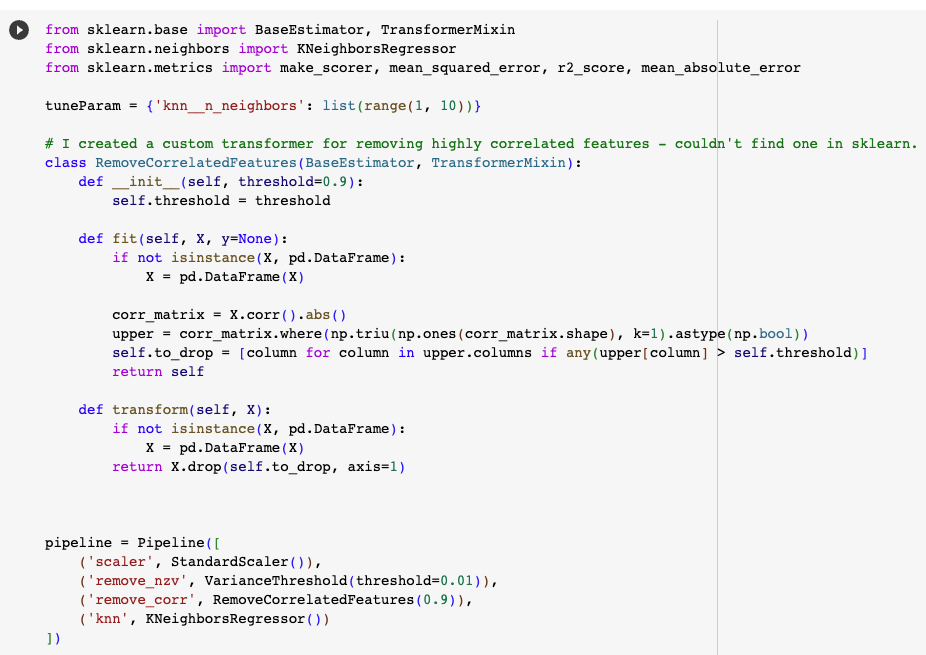 from sklearn.base import BaseEstimator, TransformerMixin
from sklearn.neighbors import KNeighborsRegressor
from sklearn.metrics import make_scorer, mean_squared_error, r2_score, mean_absolute_error

tuneParam = {'knn__n_neighbors': list(range(1, 10))}

# I created a custom transformer for removing highly correlated features - couldn't find one in sklearn.
class RemoveCorrelatedFeatures(BaseEstimator, TransformerMixin):
    def __init__(self, threshold=0.9):
        self.threshold = threshold

    def fit(self, X, y=None):
        if not isinstance(X, pd.DataFrame):
            X = pd.DataFrame(X)

        corr_matrix = X.corr().abs()
        upper = corr_matrix.where(np.triu(np.ones(corr_matrix.shape), k=1).astype(np.bool))
        self.to_drop = [column for column in upper.columns if any(upper[column] > self.threshold)]
        return self

    def transform(self, X):
        if not isinstance(X, pd.DataFrame):
            X = pd.DataFrame(X)
        return X.drop(self.to_drop, axis=1)

pipeline = Pipeline([
    ('scaler', StandardScaler()),
    ('remove_nzv', VarianceThreshold(threshold=0.01)),
    ('remove_corr', RemoveCorrelatedFeatures(0.9)),
    ('knn', KNeighborsRegressor())
])